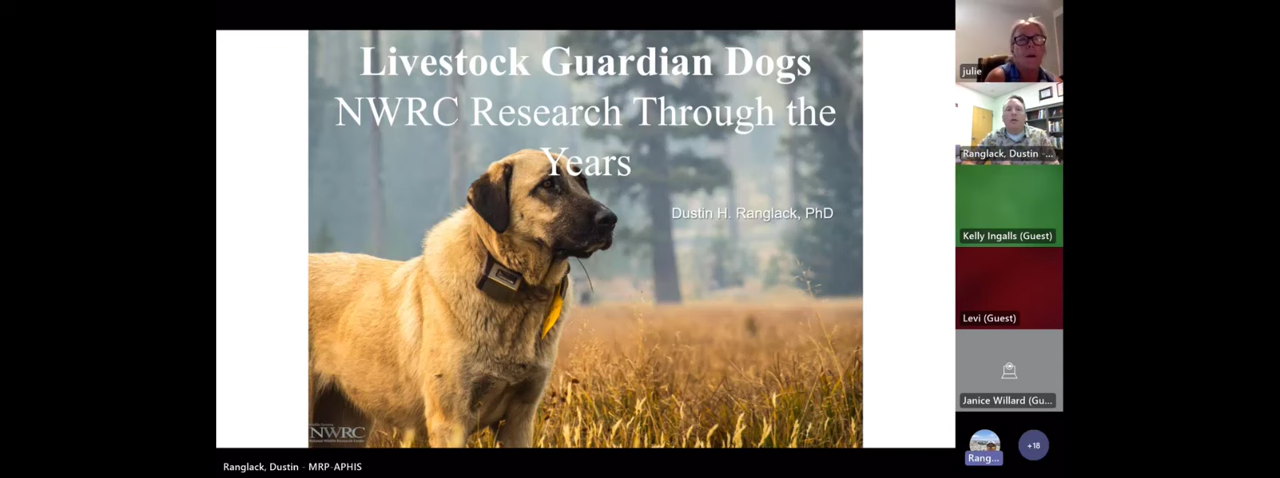 Livestock Guardian Dogs
NWRC Research Through the
Years
Dustin H. Ranglack, PhD
NWRC
Ranglack, Dustin - MRP-APHIS
julie
Ranglack, Dustin - ...
Kelly Ingalls (Guest)
Levi (Guest)
Janice Willard (Gu...
Rang...
+18